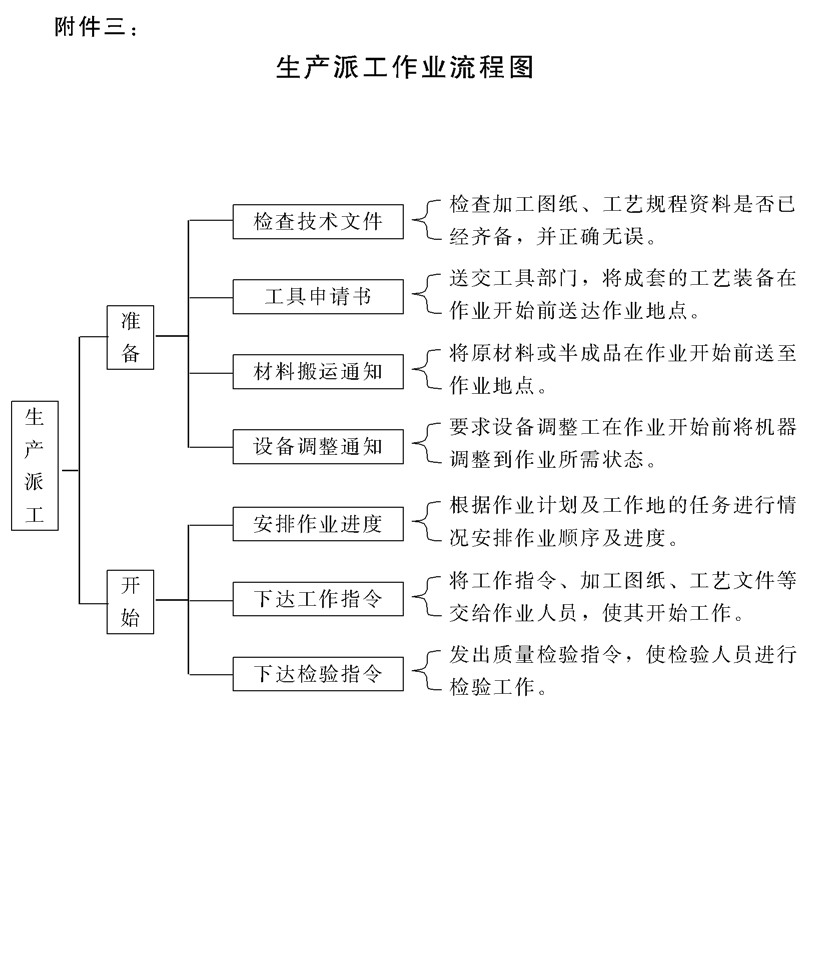 附件三：
生产派工作业流程图
生产派工
准备
检查技术文件
检查加工图纸、工艺规程资料是否已
经齐备，并正确无误。
工具申请书
送交工具部门，将成套的工艺装备在
作业开始前送达作业地点。
材料搬运通知
将原材料或半成品在作业开始前送至
作业地点。
设备调整通知
要求设备调整工在作业开始前将机器
调整到作业所需状态。
开始
安排作业进度
根据作业计划及工作地的任务进行情
况安排作业顺序及进度。
下达工作指令
将工作指令、加工图纸、工艺文件等
交给作业人员，使其开始工作。
下达检验指令
发出质量检验指令，使检验人员进行
检验工作。